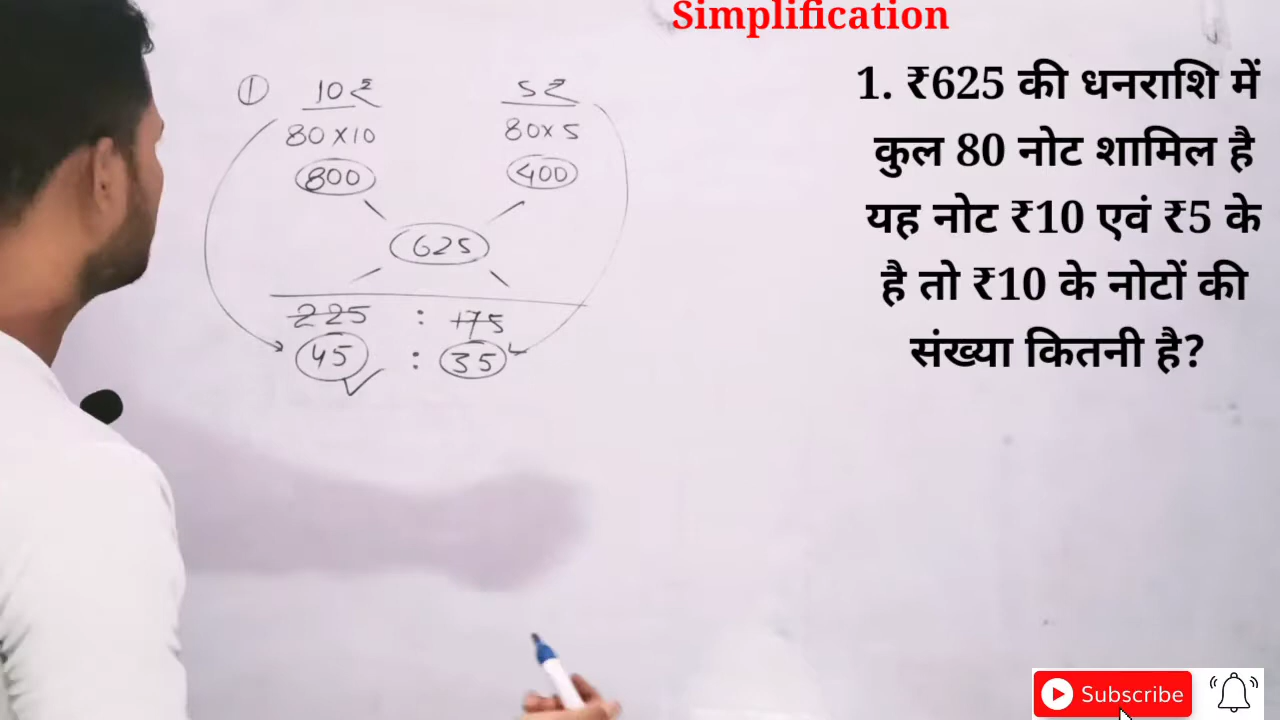 Simplification
1. ₹625 की धनराशि में
कुल 80 नोट शामिल है
यह नोट ₹10 एवं ₹5 के
है तो ₹10 के नोटों की
संख्या कितनी है?
① 10₹ 5₹
80×10 80×5
800 400
625
225 : 175
45 : 35
Subscribe